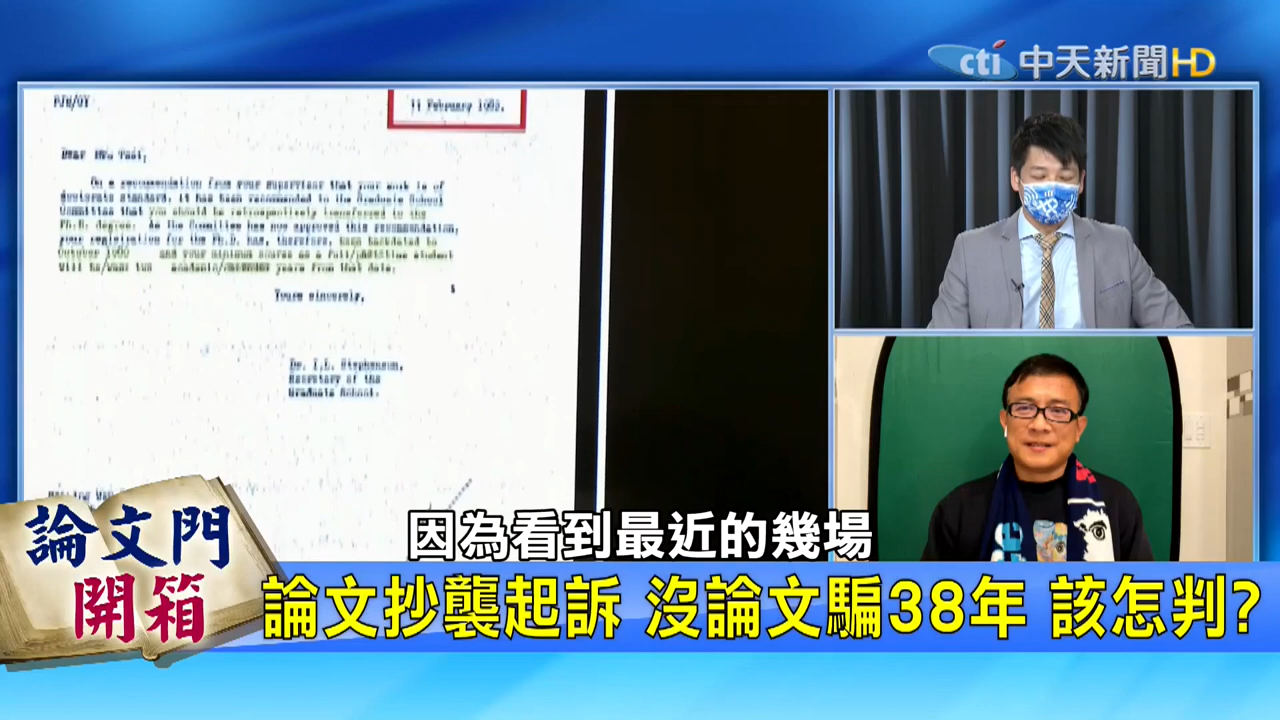 cti 中天新聞HD
PJM/GY
11 February 1982.
Dear Mrs Tsai,
On a recommendation from your supervisor that your work is of
doctorate standard, it has been recommended to the Graduate School
Committee that you should be retrospectively transferred to the
Ph.D. degree. As the Committee has now approved this recommendation,
your registration for the Ph.D. has, therefore, been backdated to
October 1980 and your minimum course as a full/ student
will be/was two academic/ years from that date.
Yours sincerely,
Dr. I.L. Stephenson,
Secretary of the
Graduate School.
因為看到最近的幾場
論文門
開箱
論文抄襲起訴 沒論文騙38年 該怎判?